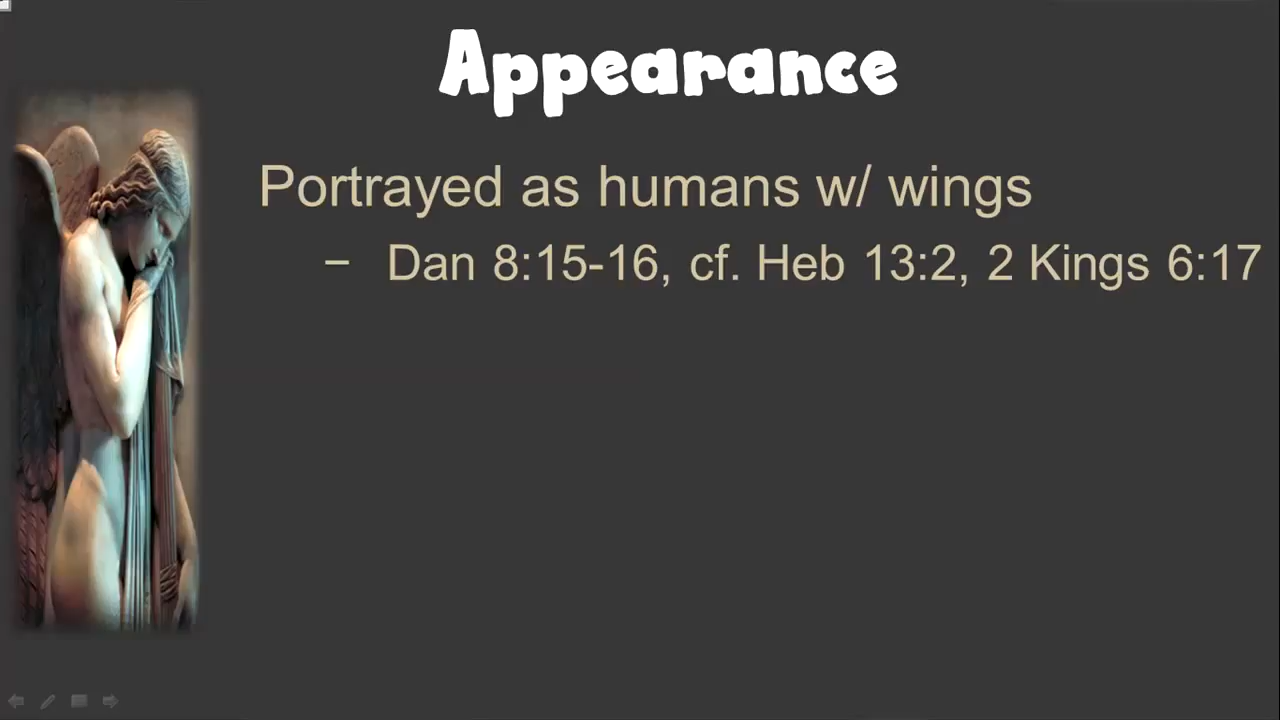 Appearance
Portrayed as humans w/ wings
– Dan 8:15-16, cf. Heb 13:2, 2 Kings 6:17